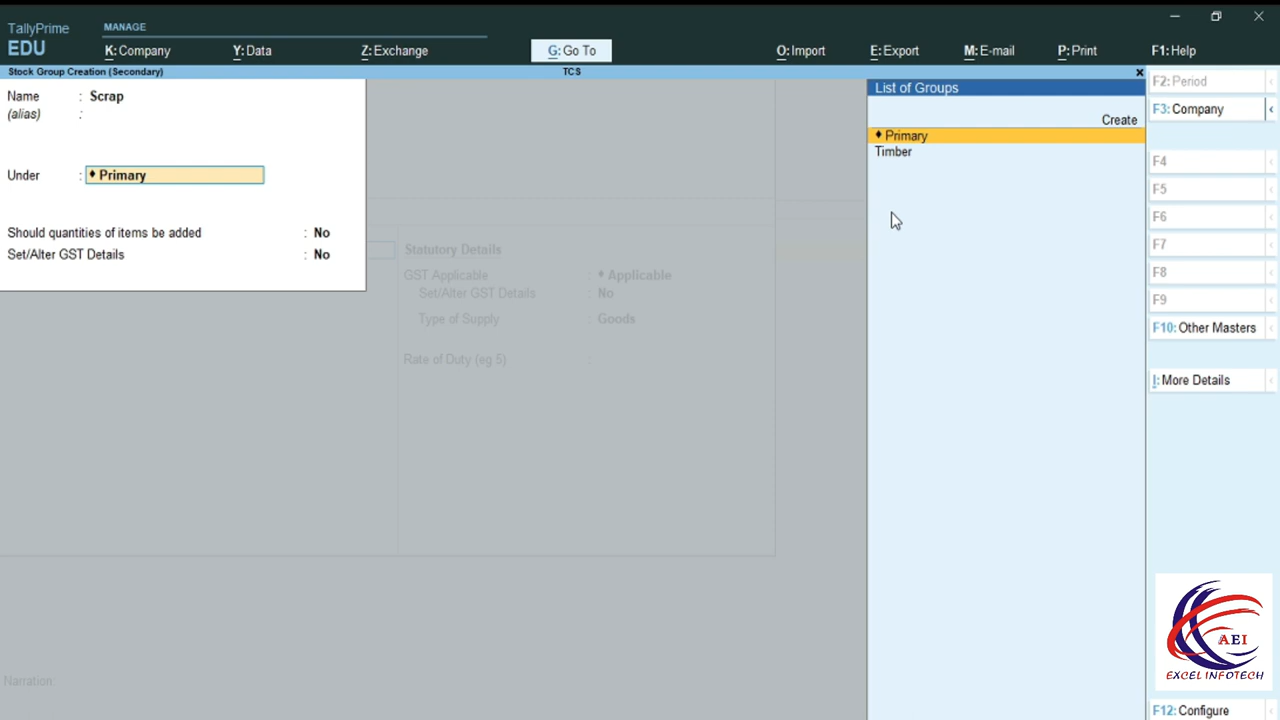 TallyPrime
EDU
MANAGE
K: Company
Y: Data
Z: Exchange
G: Go To
O: Import
E: Export
M: E-mail
P: Print
F1: Help
Stock Group Creation (Secondary)
TCS
x
Name : Scrap
(alias) :
Under : ♦ Primary
Should quantities of items be added : No
Set/Alter GST Details : No
Statutory Details
GST Applicable : ♦ Applicable
Set/Alter GST Details : No
Type of Supply : Goods
Rate of Duty (eg 5) :
Narration:
List of Groups
Create
♦ Primary
Timber
F2: Period
F3: Company
F4
F5
F6
F7
F8
F9
F10: Other Masters
I: More Details
AEI
EXCEL INFOTECH
F12: Configure